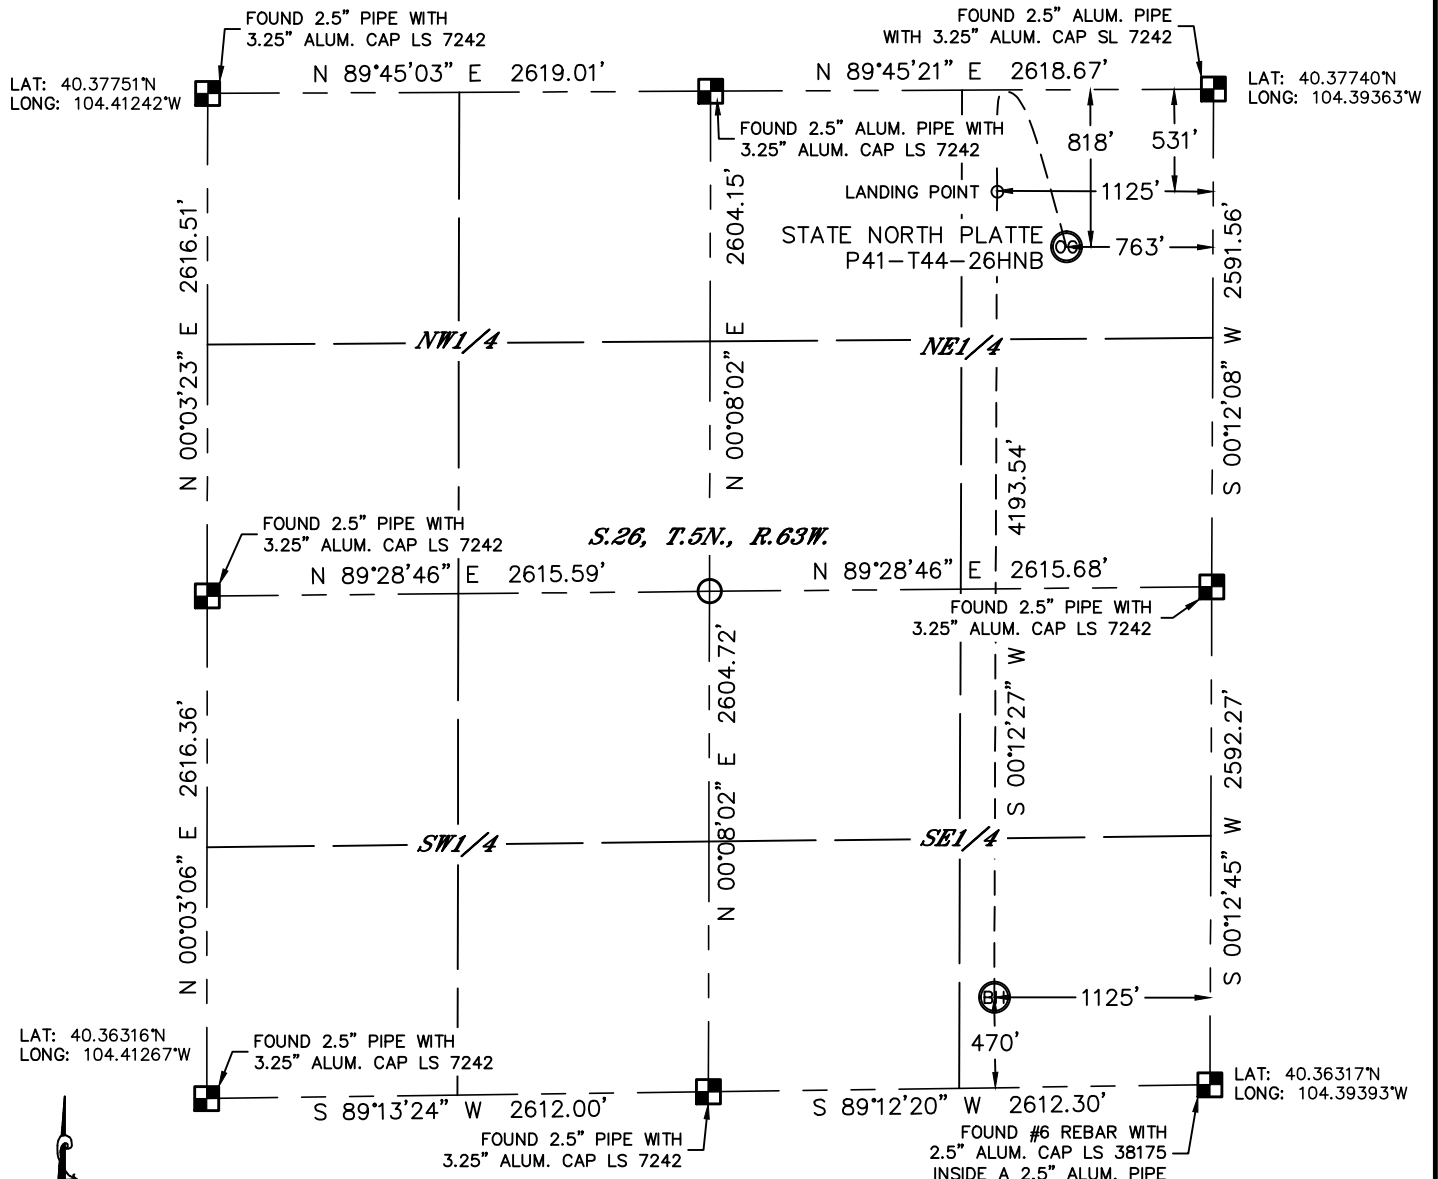 FOUND 2.5" PIPE WITH
3.25" ALUM. CAP LS 7242
FOUND 2.5" ALUM. PIPE
WITH 3.25" ALUM. CAP SL 7242
LAT: 40.37751°N
LONG: 104.41242°W
N 89°45'03" E 2619.01'
N 89°45'21" E 2618.67'
LAT: 40.37740°N
LONG: 104.39363°W
FOUND 2.5" ALUM. PIPE WITH
3.25" ALUM. CAP LS 7242
818'
531'
LANDING POINT
1125'
STATE NORTH PLATTE
P41-T44-26HNB
OG
763'
N 00°03'23" E 2616.51'
N 00°08'02" E 2604.15'
S 00°12'08" W 2591.56'
NW1/4
NE1/4
4193.54'
S 00°12'27" W
FOUND 2.5" PIPE WITH
3.25" ALUM. CAP LS 7242
S.26, T.5N., R.63W.
N 89°28'46" E 2615.59'
N 89°28'46" E 2615.68'
FOUND 2.5" PIPE WITH
3.25" ALUM. CAP LS 7242
N 00°03'06" E 2616.36'
N 00°08'02" E 2604.72'
S 00°12'45" W 2592.27'
SW1/4
SE1/4
BH
1125'
470'
LAT: 40.36316°N
LONG: 104.41267°W
FOUND 2.5" PIPE WITH
3.25" ALUM. CAP LS 7242
S 89°13'24" W 2612.00'
S 89°12'20" W 2612.30'
LAT: 40.36317°N
LONG: 104.39393°W
FOUND 2.5" PIPE WITH
3.25" ALUM. CAP LS 7242
FOUND #6 REBAR WITH
2.5" ALUM. CAP LS 38175
INSIDE A 2.5" ALUM. PIPE